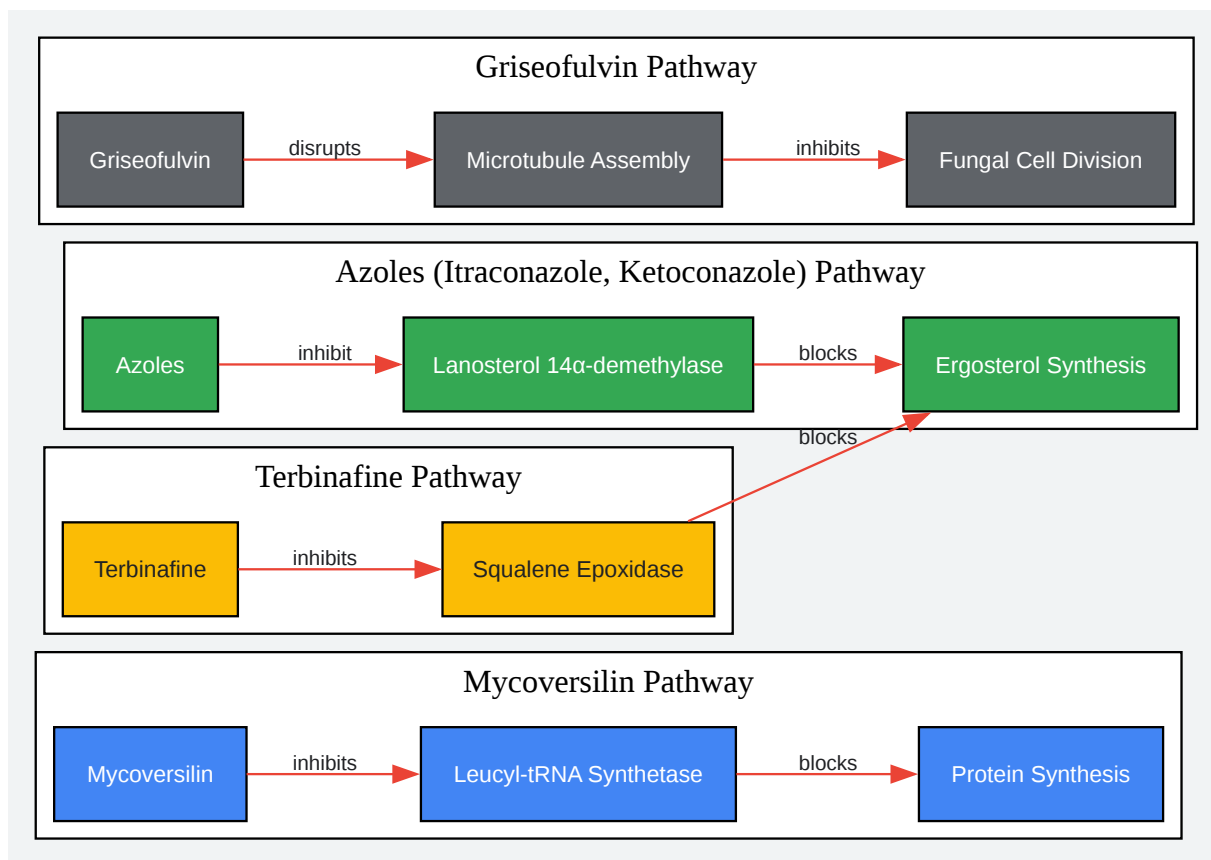 Griseofulvin Pathway
Griseofulvin
disrupts
Microtubule Assembly
inhibits
Fungal Cell Division
Azoles (Itraconazole, Ketoconazole) Pathway
Azoles
inhibit
Lanosterol 14α-demethylase
blocks
Ergosterol Synthesis
blocks
Terbinafine Pathway
Terbinafine
inhibits
Squalene Epoxidase
Mycoversilin Pathway
Mycoversilin
inhibits
Leucyl-tRNA Synthetase
blocks
Protein Synthesis